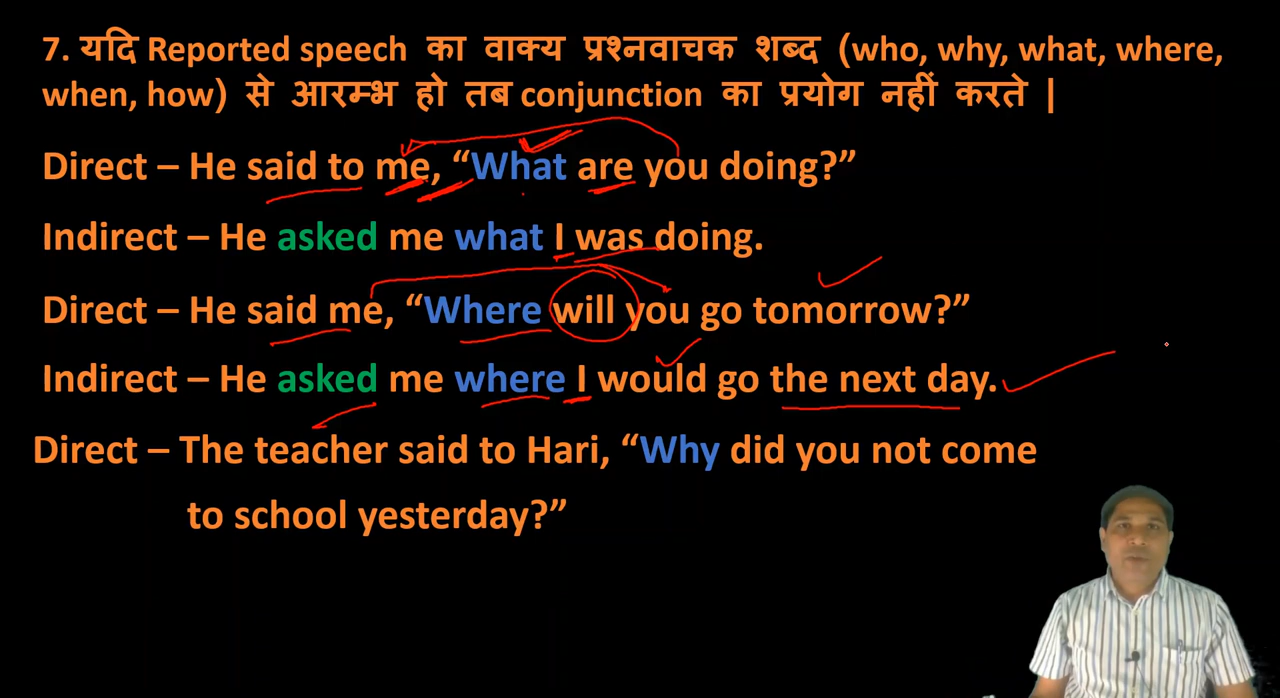 7. यदि Reported speech का वाक्य प्रश्नवाचक शब्द (who, why, what, where,
when, how) से आरम्भ हो तब conjunction का प्रयोग नहीं करते |
Direct – He said to me, “What are you doing?”
Indirect – He asked me what I was doing.
Direct – He said me, “Where will you go tomorrow?”
Indirect – He asked me where I would go the next day.
Direct – The teacher said to Hari, “Why did you not come
to school yesterday?”